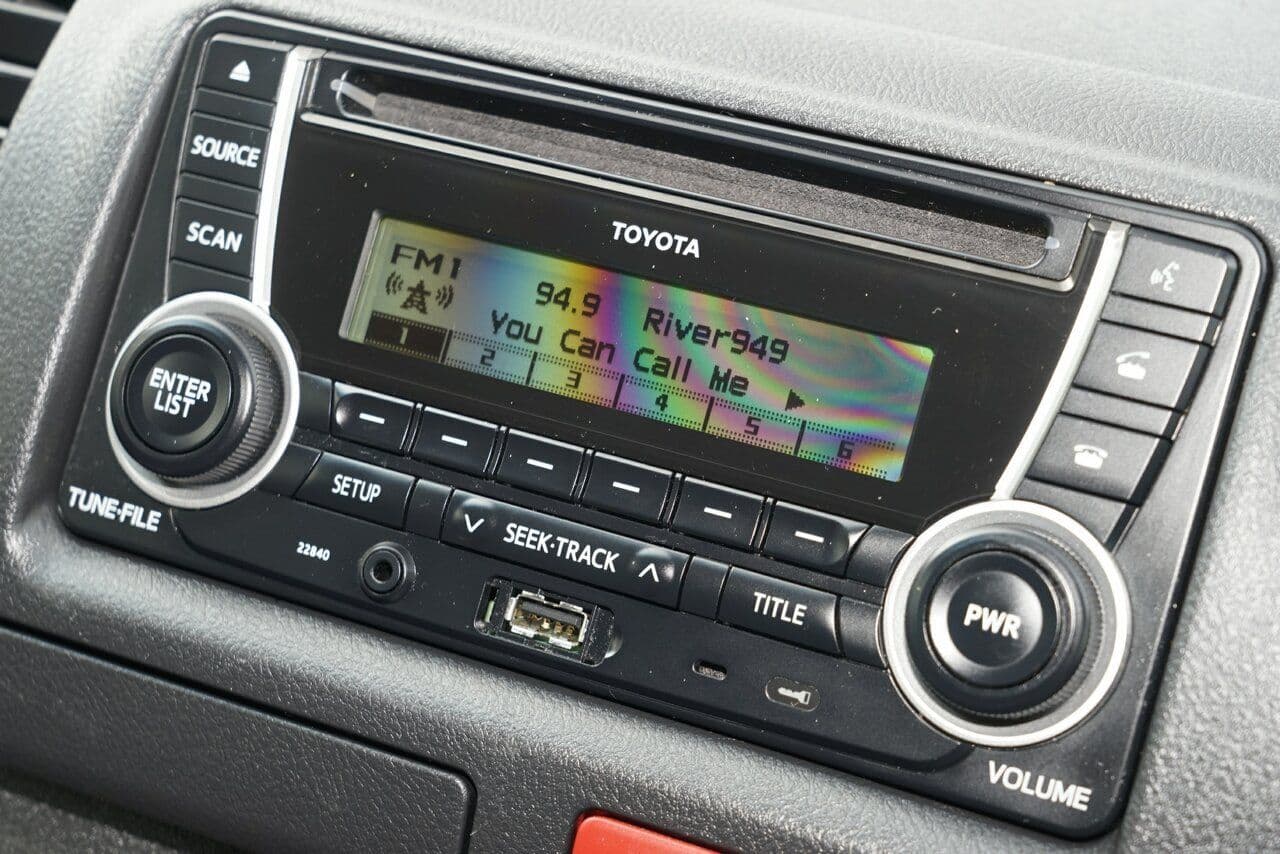 SOURCE
SCAN
TOYOTA
FM1
94.9 River949
You Can Call Me
1 2 3 4 5 6
ENTER
LIST
TUNE·FILE
SETUP
SEEK·TRACK
TITLE
22840
PWR
VOLUME